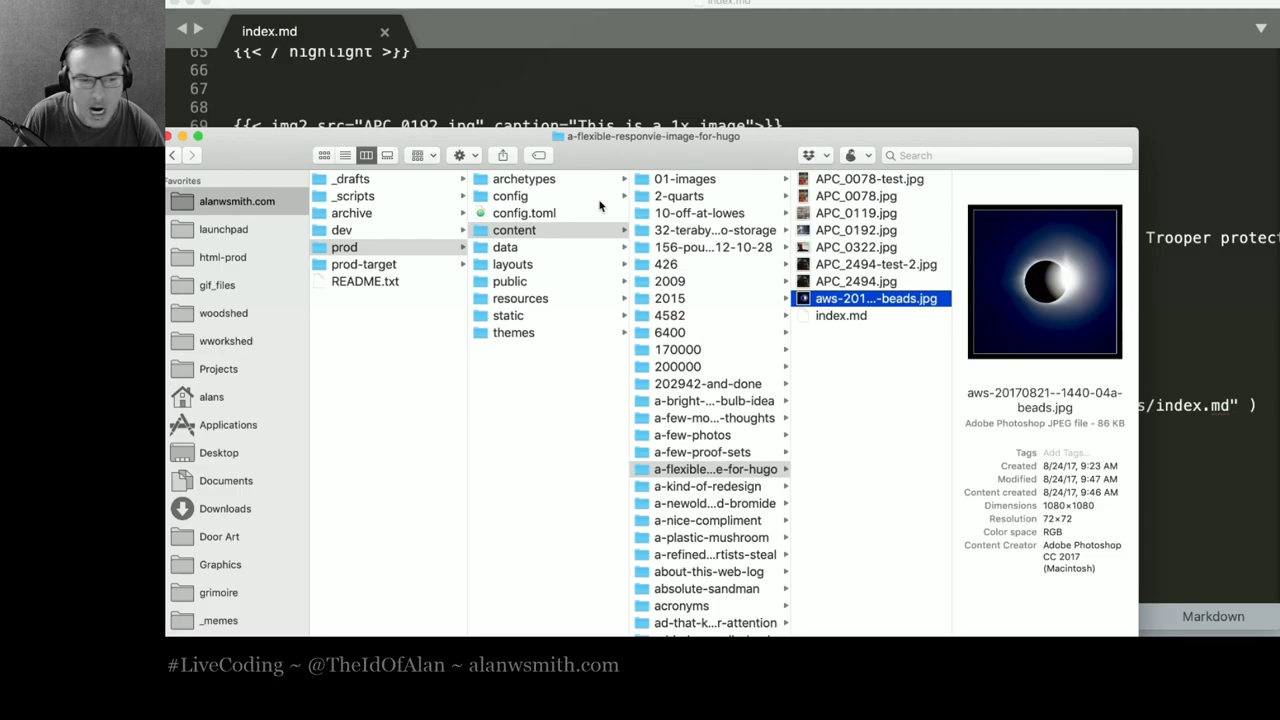 index.md
index.md
65 {{< / highlight >}}
66
67
68
69 {{< img2 src="APC_0192.jpg" caption="This is a 1x image">}}
Trooper protect
s/index.md" )
Markdown
a-flexible-responvie-image-for-hugo
Search
Favorites
alanwsmith.com
launchpad
html-prod
gif_files
woodshed
wworkshed
Projects
alans
Applications
Desktop
Documents
Downloads
Door Art
Graphics
grimoire
_memes
_drafts
_scripts
archive
dev
prod
prod-target
README.txt
archetypes
config
config.toml
content
data
layouts
public
resources
static
themes
01-images
2-quarts
10-off-at-lowes
32-teraby...o-storage
156-pou...12-10-28
426
2009
2015
4582
6400
170000
200000
202942-and-done
a-bright-...-bulb-idea
a-few-mo...-thoughts
a-few-photos
a-few-proof-sets
a-flexible...e-for-hugo
a-kind-of-redesign
a-newold...d-bromide
a-nice-compliment
a-plastic-mushroom
a-refined...rtists-steal
about-this-web-log
absolute-sandman
acronyms
ad-that-k...r-attention
APC_0078-test.jpg
APC_0078.jpg
APC_0119.jpg
APC_0192.jpg
APC_0322.jpg
APC_2494-test-2.jpg
APC_2494.jpg
aws-201...-beads.jpg
index.md
aws-20170821--1440-04a-
beads.jpg
Adobe Photoshop JPEG file - 86 KB
Tags Add Tags...
Created 8/24/17, 9:23 AM
Modified 8/24/17, 9:47 AM
Content created 8/24/17, 9:46 AM
Dimensions 1080×1080
Resolution 72×72
Color space RGB
Content Creator Adobe Photoshop
CC 2017
(Macintosh)
#LiveCoding ~ @TheIdOfAlan ~ alanwsmith.com